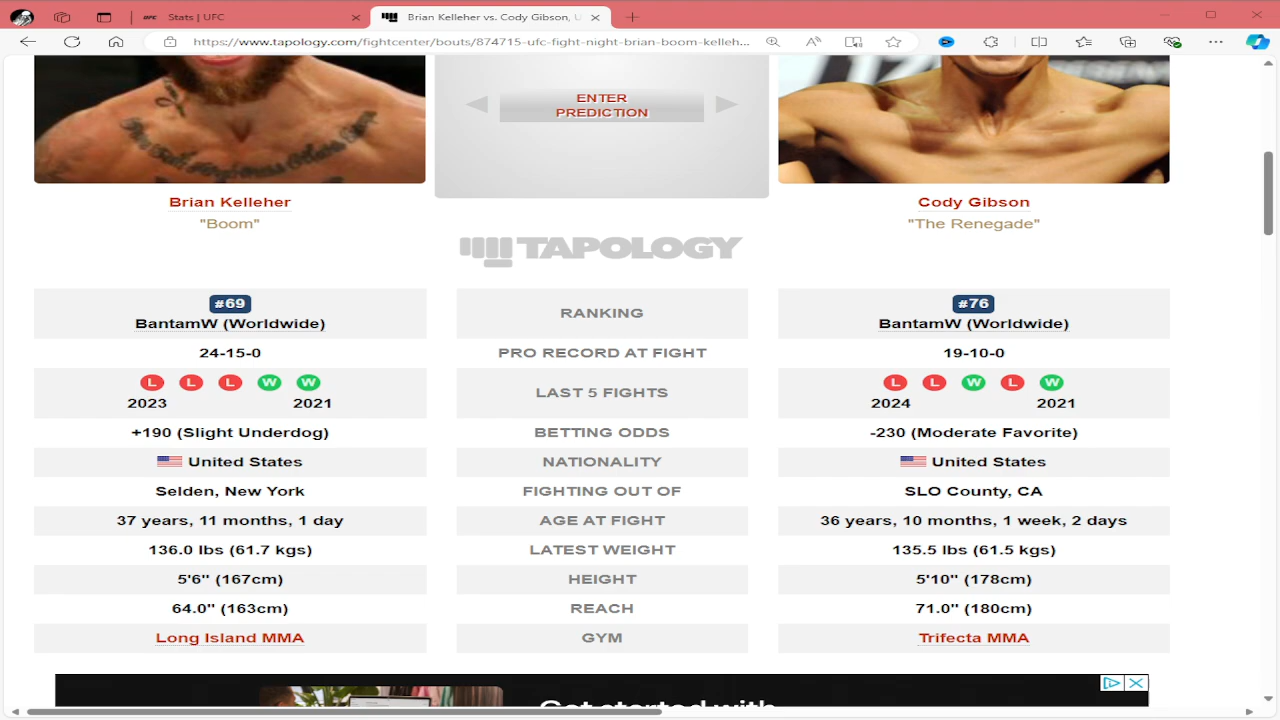 UFC Stats | UFC
Brian Kelleher vs. Cody Gibson, U
https://www.tapology.com/fightcenter/bouts/874715-ufc-fight-night-brian-boom-kelleh...
ENTER
PREDICTION
Brian Kelleher
"Boom"
Cody Gibson
"The Renegade"
TAPOLOGY
#69
BantamW (Worldwide)
RANKING
#76
BantamW (Worldwide)
24-15-0 PRO RECORD AT FIGHT 19-10-0
L L L W W
2023 2021
LAST 5 FIGHTS
L L W L W
2024 2021
+190 (Slight Underdog) BETTING ODDS -230 (Moderate Favorite)
United States NATIONALITY United States
Selden, New York FIGHTING OUT OF SLO County, CA
37 years, 11 months, 1 day AGE AT FIGHT 36 years, 10 months, 1 week, 2 days
136.0 lbs (61.7 kgs) LATEST WEIGHT 135.5 lbs (61.5 kgs)
5'6" (167cm) HEIGHT 5'10" (178cm)
64.0" (163cm) REACH 71.0" (180cm)
Long Island MMA GYM Trifecta MMA
Get started with